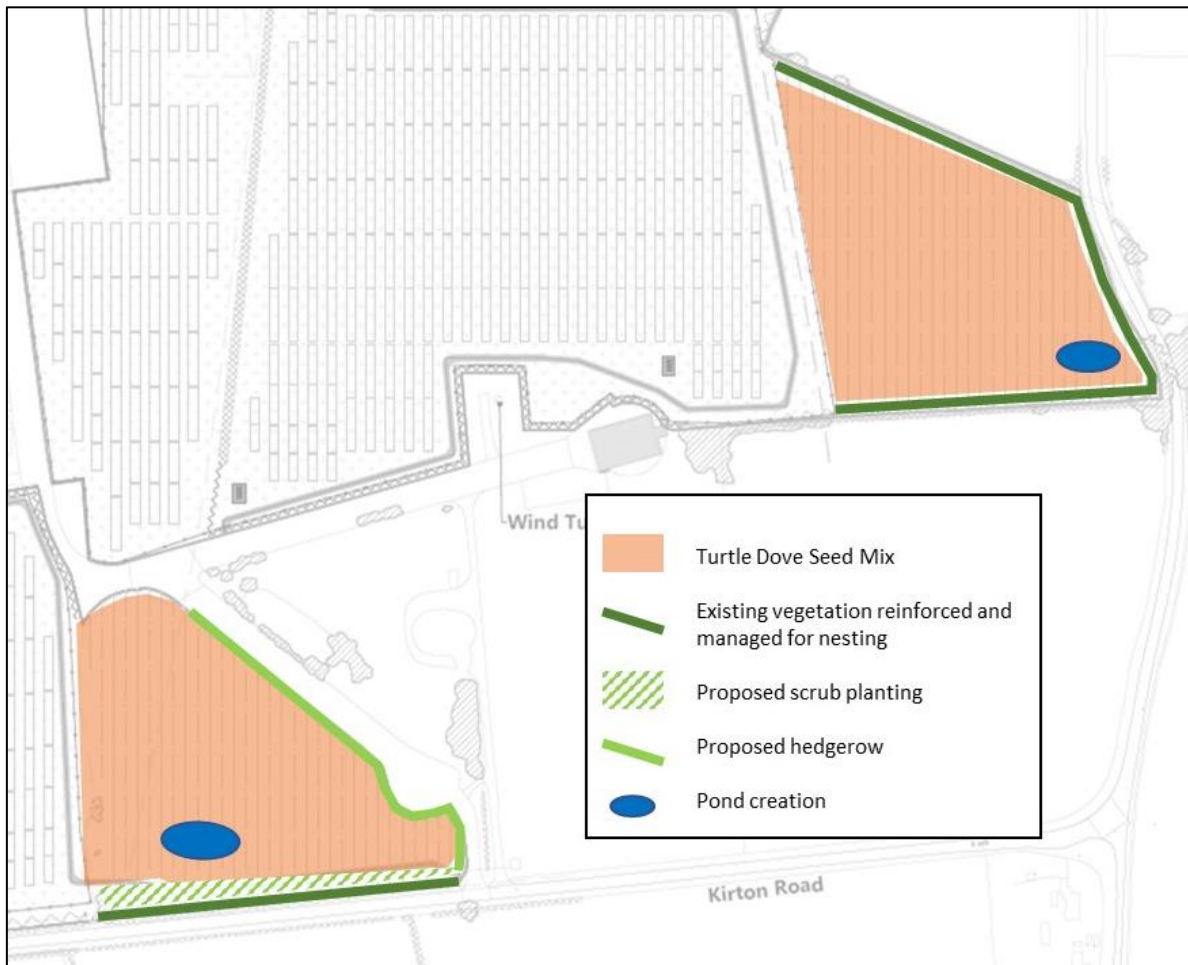 Wind Tu
Turtle Dove Seed Mix
Existing vegetation reinforced and
managed for nesting
Proposed scrub planting
Proposed hedgerow
Pond creation
Kirton Road